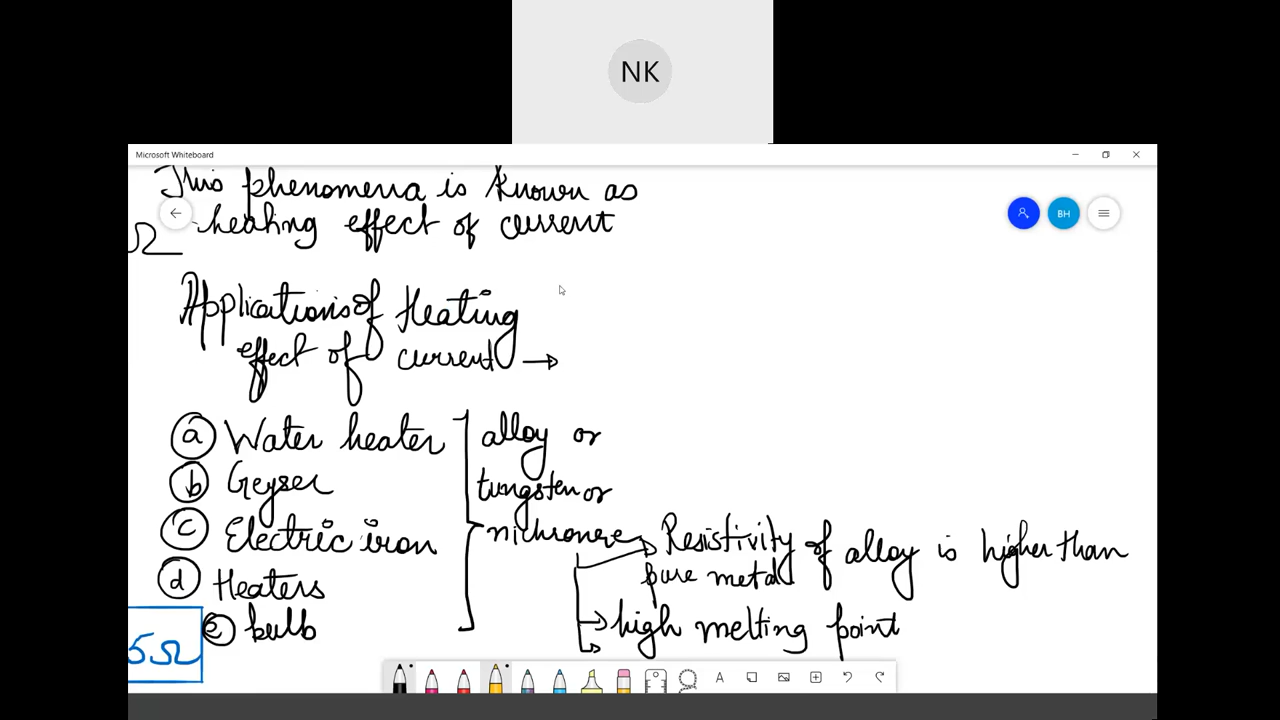 NK
Microsoft Whiteboard
This phenomena is known as
heating effect of current
BH
Ω
Applications of Heating
effect of current →
a Water heater
alloy or
b Geyser
tungsten or
c Electric iron
nichrome → Resistivity of alloy is higher than
pure metal
d Heaters
→ high melting point
e bulb
5Ω
A